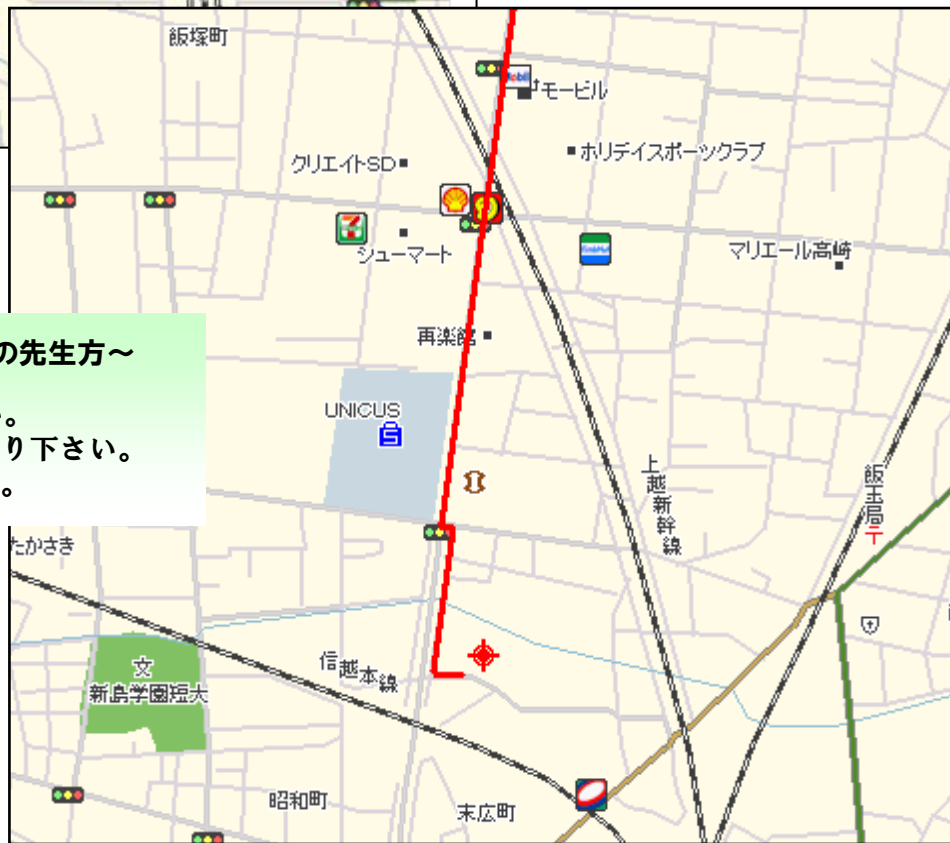 飯塚町
モービル
クリエイトSD
ホリデイスポーツクラブ
シューマート
マリエール高崎
の先生方～
再楽館
い。
UNICUS
り下さい。
S
。
上越新幹線
飯玉局
たかさき
文
信越本線
新島学園短大
昭和町
末広町